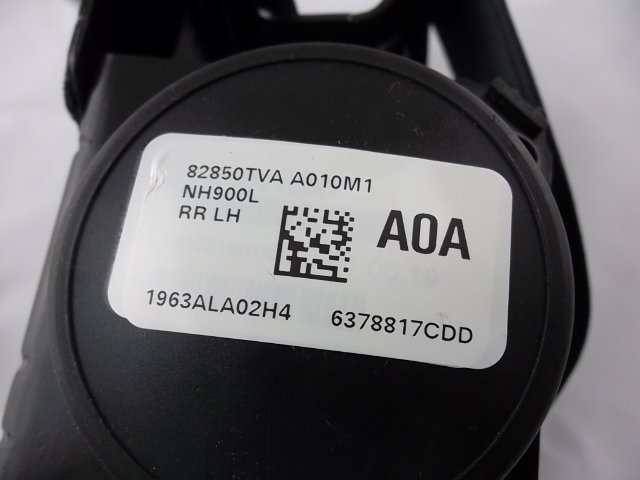 82850TVA A010M1
NH900L
RR LH
A0A
1963ALA02H4
6378817CDD